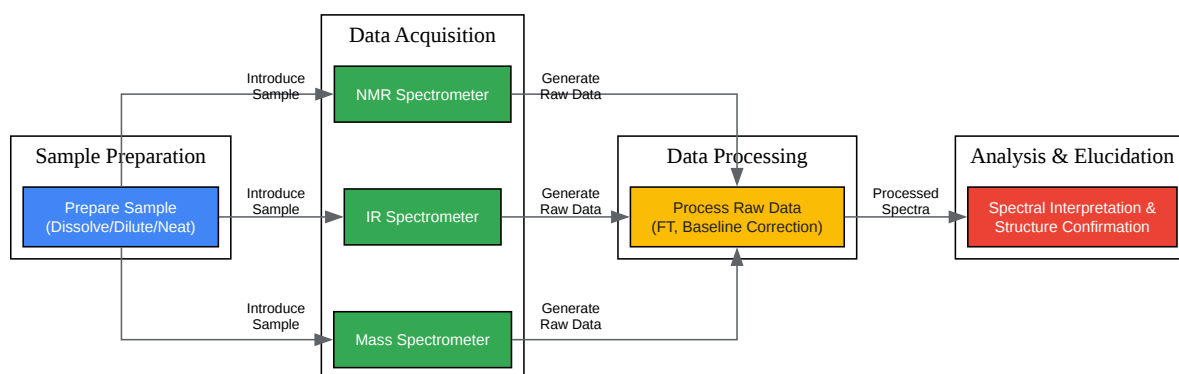 Data Acquisition
Introduce
Sample
NMR Spectrometer
Generate
Raw Data
Sample Preparation
Prepare Sample
(Dissolve/Dilute/Neat)
Introduce
Sample
IR Spectrometer
Generate
Raw Data
Data Processing
Process Raw Data
(FT, Baseline Correction)
Processed
Spectra
Analysis & Elucidation
Spectral Interpretation &
Structure Confirmation
Introduce
Sample
Mass Spectrometer
Generate
Raw Data